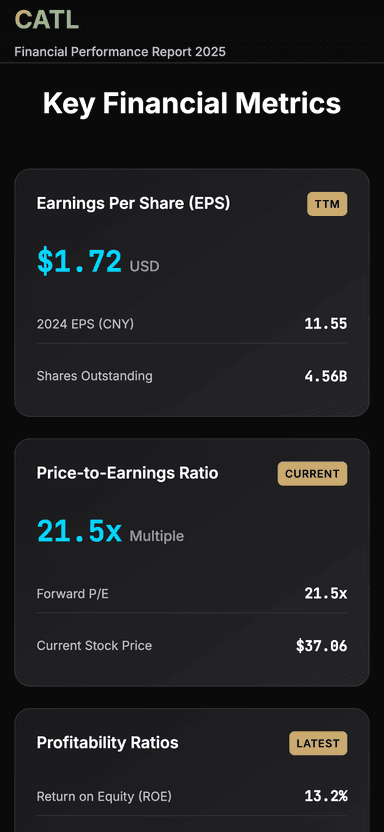 CATL
Financial Performance Report 2025
Key Financial Metrics
Earnings Per Share (EPS)
TTM
$1.72 USD
2024 EPS (CNY) 11.55
Shares Outstanding 4.56B
Price-to-Earnings Ratio
CURRENT
21.5x Multiple
Forward P/E 21.5x
Current Stock Price $37.06
Profitability Ratios
LATEST
Return on Equity (ROE) 13.2%